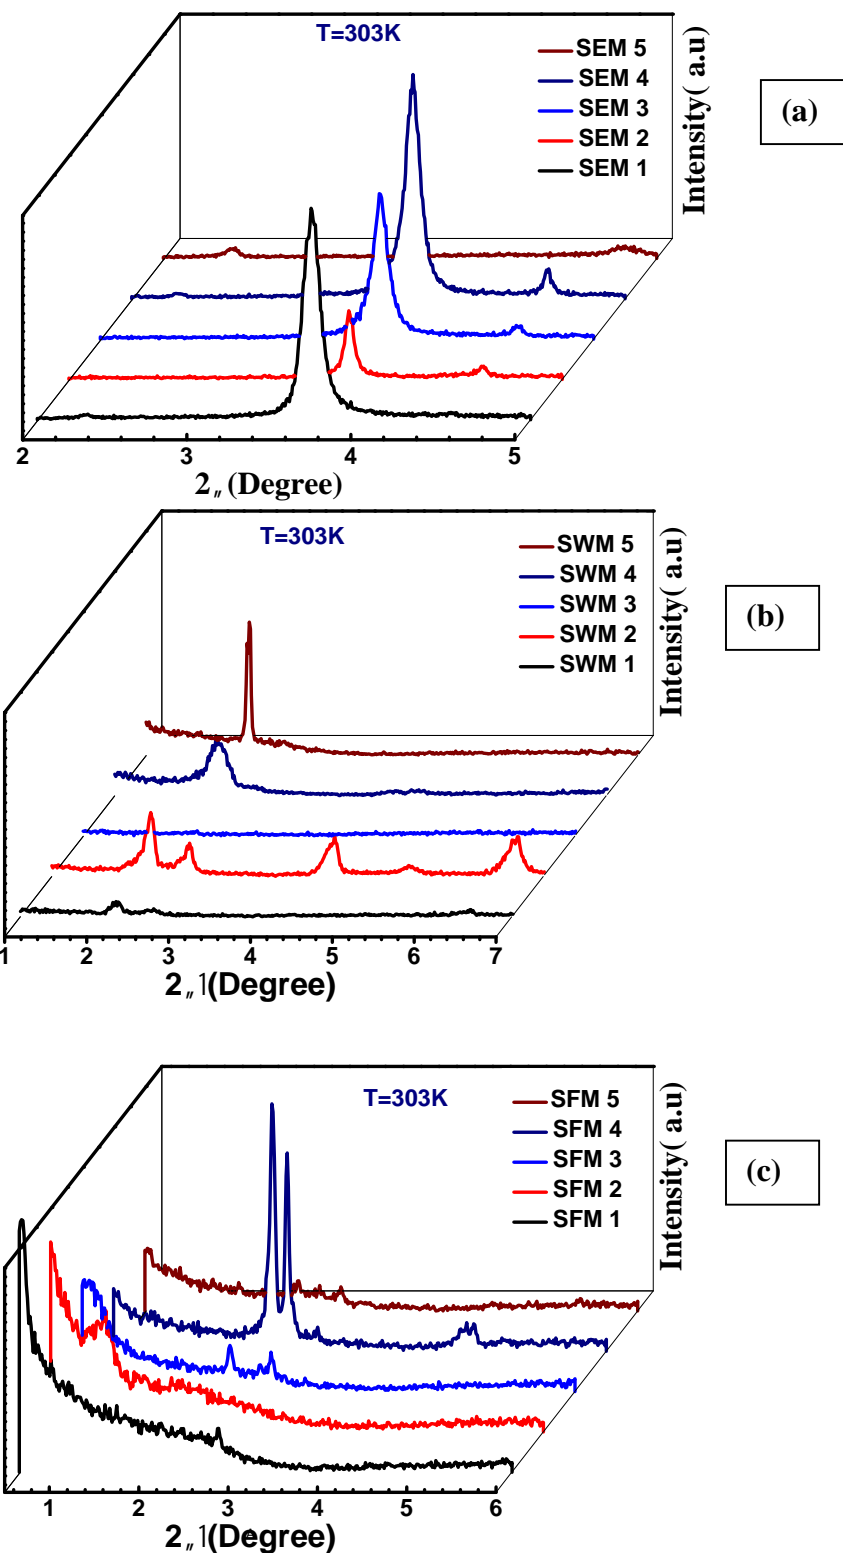 T=303K
SEM 5
SEM 4
SEM 3
SEM 2
SEM 1
Intensity( a.u)
(a)
2 3 4 5
2„ (Degree)
T=303K
SWM 5
SWM 4
SWM 3
SWM 2
SWM 1
Intensity( a.u)
(b)
1 2 3 4 5 6 7
2„1(Degree)
T=303K
SFM 5
SFM 4
SFM 3
SFM 2
SFM 1
Intensity( a.u)
(c)
1 2 3 4 5 6
2„1(Degree)